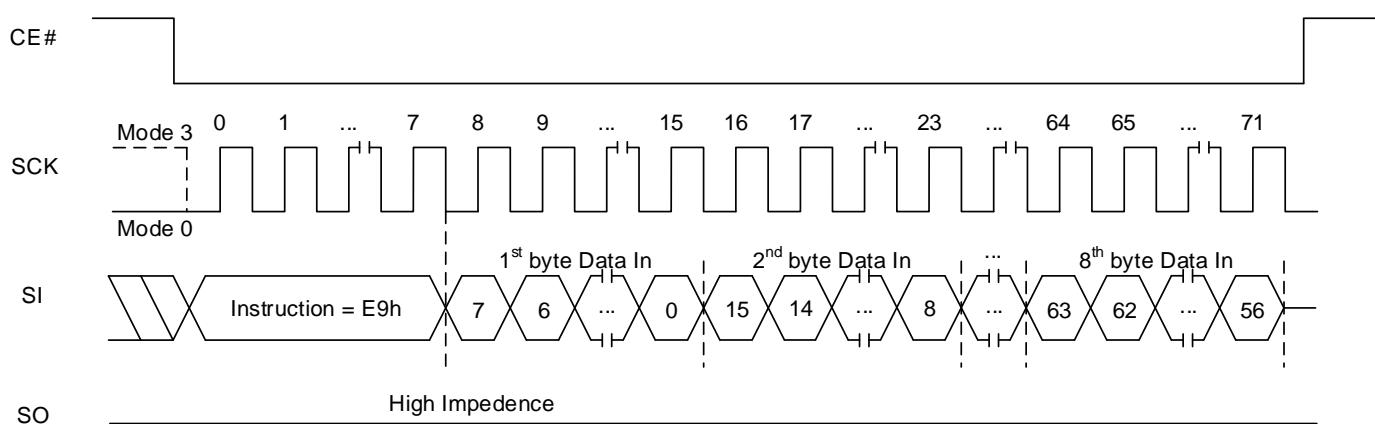 CE#
0 1 ... 7 8 9 ... 15 16 17 ... 23 ... 64 65 ... 71
Mode 3
SCK
Mode 0
1st byte Data In 2nd byte Data In ... 8th byte Data In
SI Instruction = E9h 7 6 ... 0 15 14 ... 8 ... 63 62 ... 56
High Impedence
SO